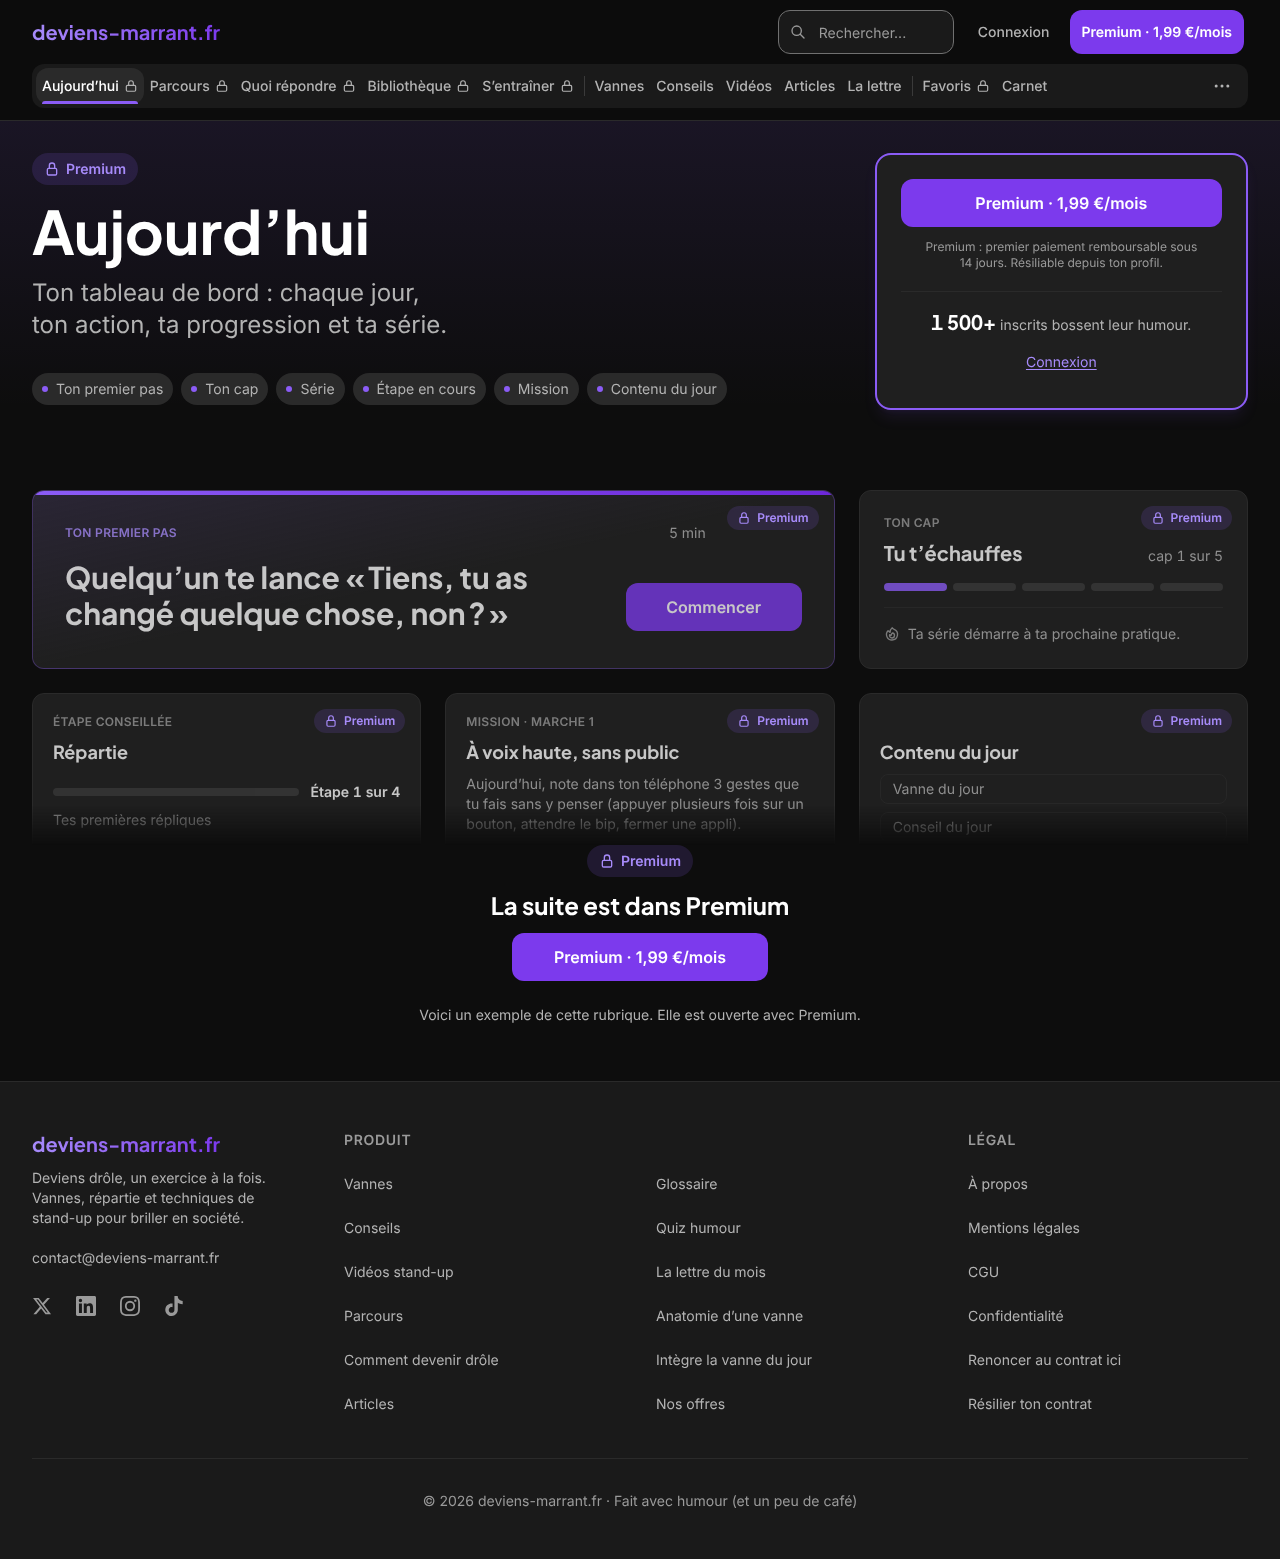 deviens-marrant.fr
Rechercher...
Connexion
Premium · 1,99 €/mois
Aujourd’hui
Parcours
Quoi répondre
Bibliothèque
S’entraîner
Vannes
Conseils
Vidéos
Articles
La lettre
Favoris
Carnet
Premium
Aujourd’hui
Ton tableau de bord : chaque jour,
ton action, ta progression et ta série.
Ton premier pas
Ton cap
Série
Étape en cours
Mission
Contenu du jour
Premium · 1,99 €/mois
Premium : premier paiement remboursable sous
14 jours. Résiliable depuis ton profil.
1 500+ inscrits bossent leur humour.
Connexion
TON PREMIER PAS
5 min
Premium
Quelqu’un te lance « Tiens, tu as
changé quelque chose, non ? »
Commencer
TON CAP
Premium
Tu t’échauffes
cap 1 sur 5
Ta série démarre à ta prochaine pratique.
ÉTAPE CONSEILLÉE
Premium
Répartie
Étape 1 sur 4
Tes premières répliques
MISSION · MARCHE 1
Premium
À voix haute, sans public
Aujourd’hui, note dans ton téléphone 3 gestes que
tu fais sans y penser (appuyer plusieurs fois sur un
bouton, attendre le bip, fermer une appli).
Premium
Contenu du jour
Vanne du jour
Conseil du jour
Premium
La suite est dans Premium
Premium · 1,99 €/mois
Voici un exemple de cette rubrique. Elle est ouverte avec Premium.
deviens-marrant.fr
Deviens drôle, un exercice à la fois.
Vannes, répartie et techniques de
stand-up pour briller en société.
contact@deviens-marrant.fr
PRODUIT
Vannes
Conseils
Vidéos stand-up
Parcours
Comment devenir drôle
Articles
Glossaire
Quiz humour
La lettre du mois
Anatomie d’une vanne
Intègre la vanne du jour
Nos offres
LÉGAL
À propos
Mentions légales
CGU
Confidentialité
Renoncer au contrat ici
Résilier ton contrat
© 2026 deviens-marrant.fr · Fait avec humour (et un peu de café)